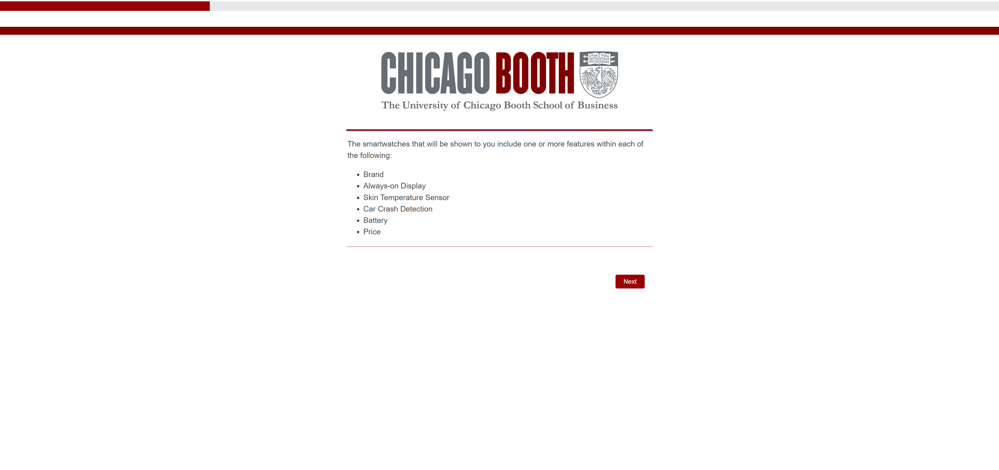 CHICAGO BOOTH
Cres cat Sci entia Vita Exco latur
The University of Chicago Booth School of Business
The smartwatches that will be shown to you include one or more features within each of
the following:
• Brand
• Always-on Display
• Skin Temperature Sensor
• Car Crash Detection
• Battery
• Price
Next